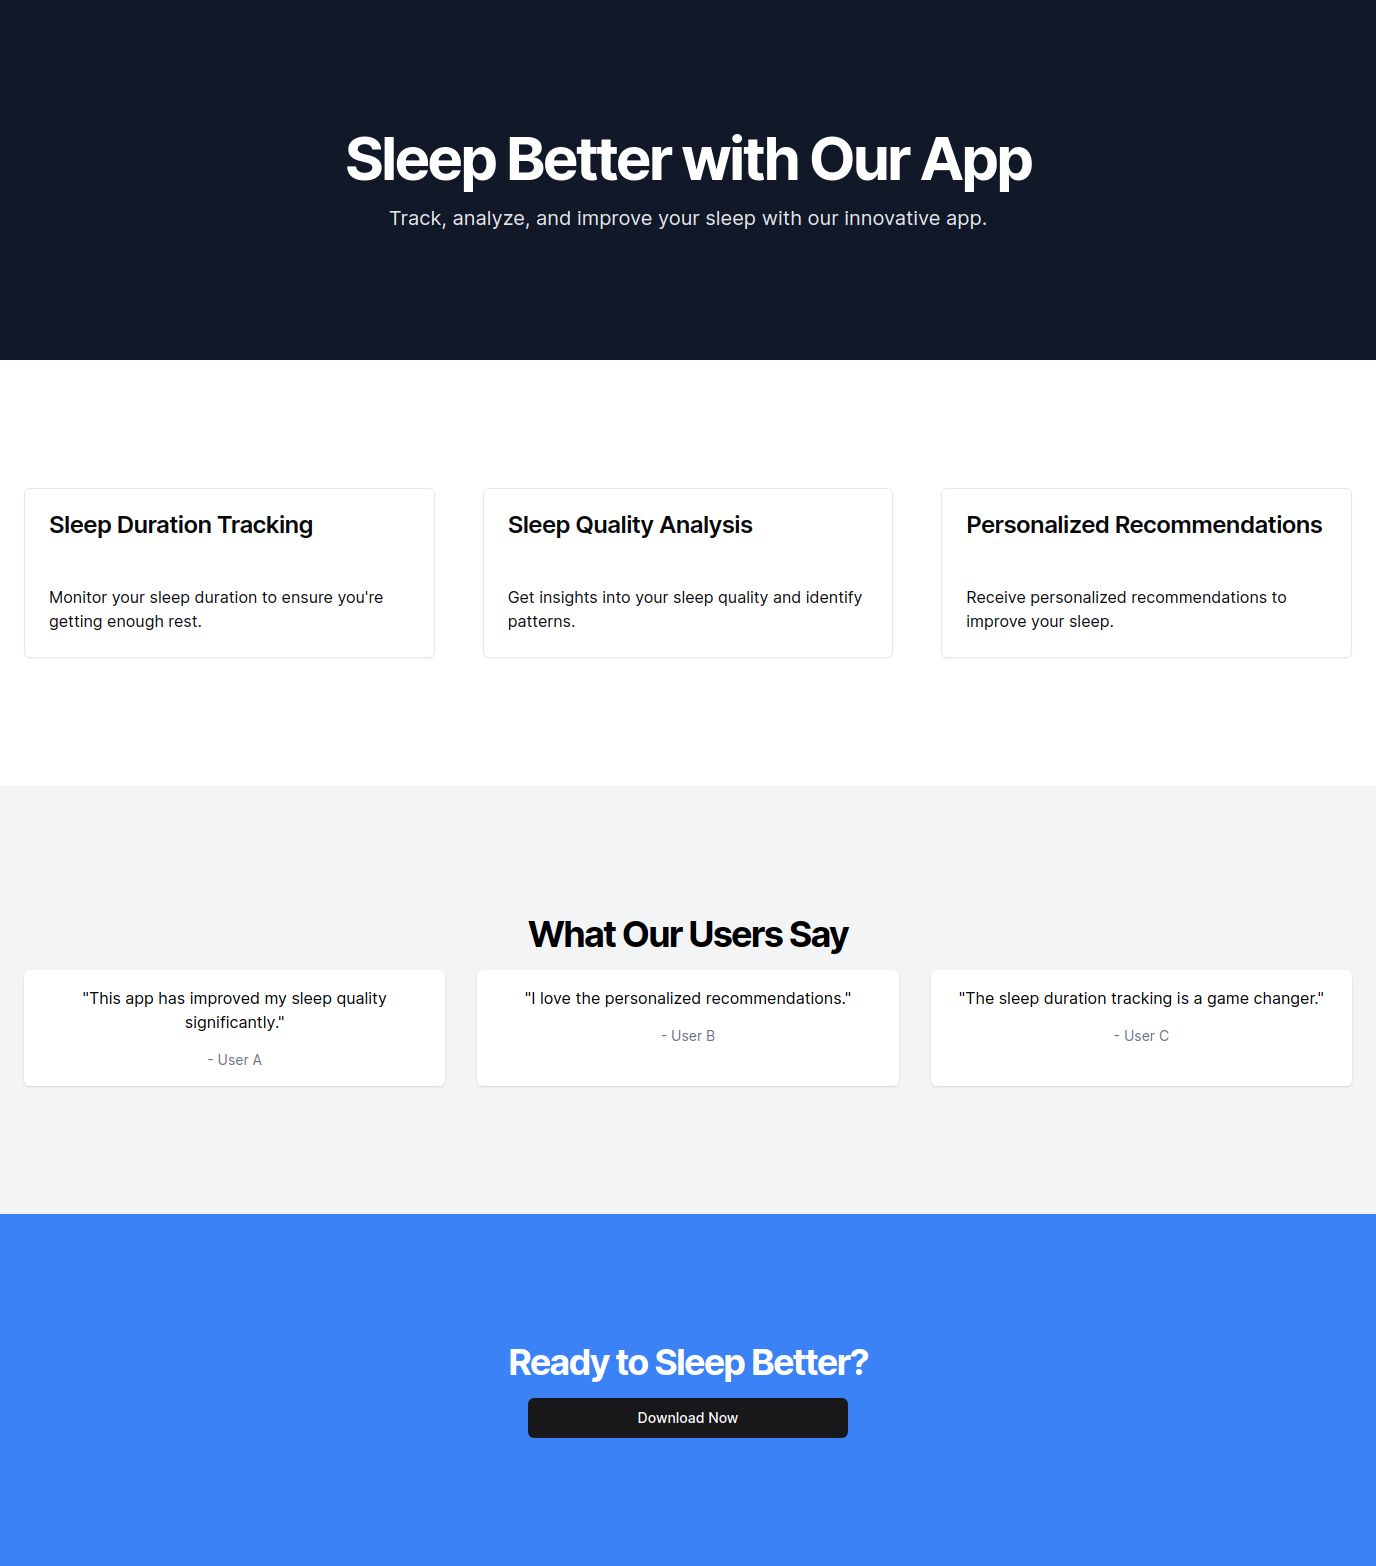 Sleep Better with Our App
Track, analyze, and improve your sleep with our innovative app.
Sleep Duration Tracking
Monitor your sleep duration to ensure you're
getting enough rest.
Sleep Quality Analysis
Get insights into your sleep quality and identify
patterns.
Personalized Recommendations
Receive personalized recommendations to
improve your sleep.
What Our Users Say
"This app has improved my sleep quality
significantly."
- User A
"I love the personalized recommendations."
- User B
"The sleep duration tracking is a game changer."
- User C
Ready to Sleep Better?
Download Now